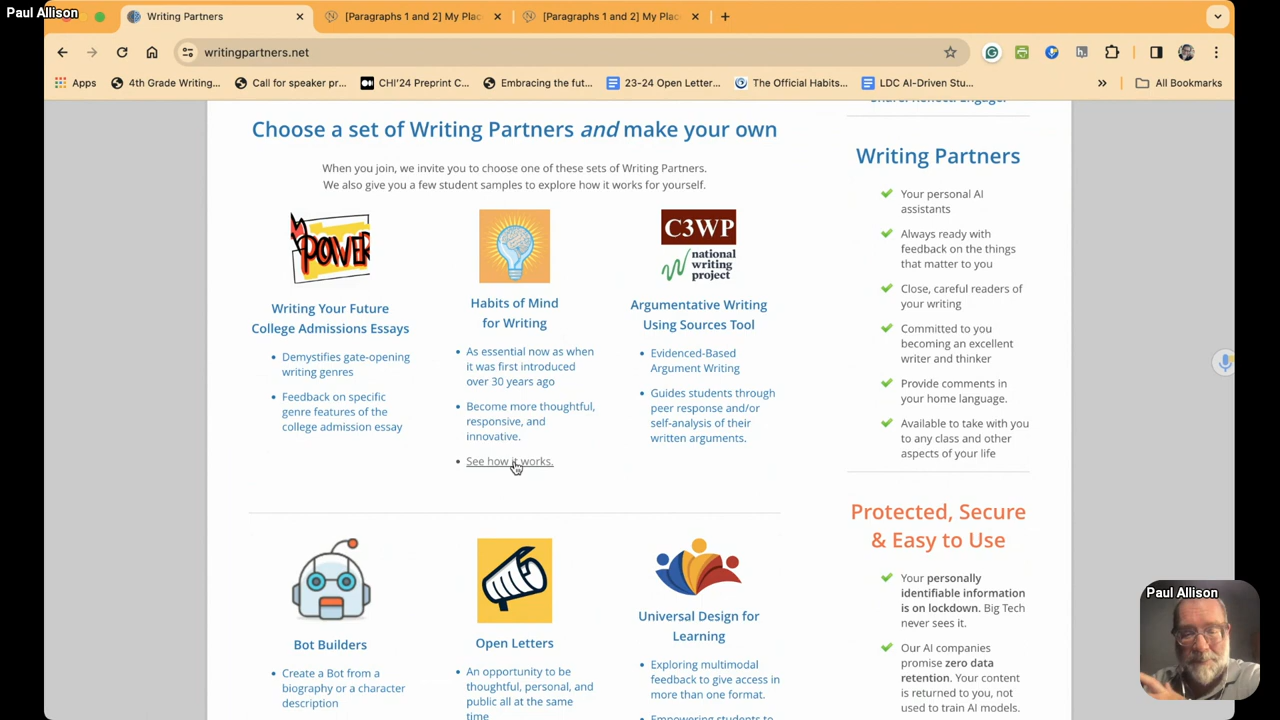 Paul Allison
Writing Partners
[Paragraphs 1 and 2] My Plac
[Paragraphs 1 and 2] My Plac
writingpartners.net
Apps
4th Grade Writing...
Call for speaker pr...
CHI'24 Preprint C...
Embracing the fut...
23-24 Open Letter...
The Official Habits...
LDC AI-Driven Stu...
All Bookmarks
Share. Reflect. Engage.
Choose a set of Writing Partners and make your own
When you join, we invite you to choose one of these sets of Writing Partners.
We also give you a few student samples to explore how it works for yourself.
POWER
Writing Your Future
College Admissions Essays
• Demystifies gate-opening
writing genres
• Feedback on specific
genre features of the
college admission essay
Habits of Mind
for Writing
• As essential now as when
it was first introduced
over 30 years ago
• Become more thoughtful,
responsive, and
innovative.
• See how it works.
C3WP
national
writing
project
Argumentative Writing
Using Sources Tool
• Evidenced-Based
Argument Writing
• Guides students through
peer response and/or
self-analysis of their
written arguments.
Bot Builders
• Create a Bot from a
biography or a character
description
Open Letters
• An opportunity to be
thoughtful, personal, and
public all at the same
time
Universal Design for
Learning
• Exploring multimodal
feedback to give access in
more than one format.
• Empowering students to
Writing Partners
Your personal AI
assistants
Always ready with
feedback on the things
that matter to you
Close, careful readers of
your writing
Committed to you
becoming an excellent
writer and thinker
Provide comments in
your home language.
Available to take with you
to any class and other
aspects of your life
Protected, Secure
& Easy to Use
Your personally
identifiable information
is on lockdown. Big Tech
never sees it.
Our AI companies
promise zero data
retention. Your content
is returned to you, not
used to train AI models.
Paul Allison